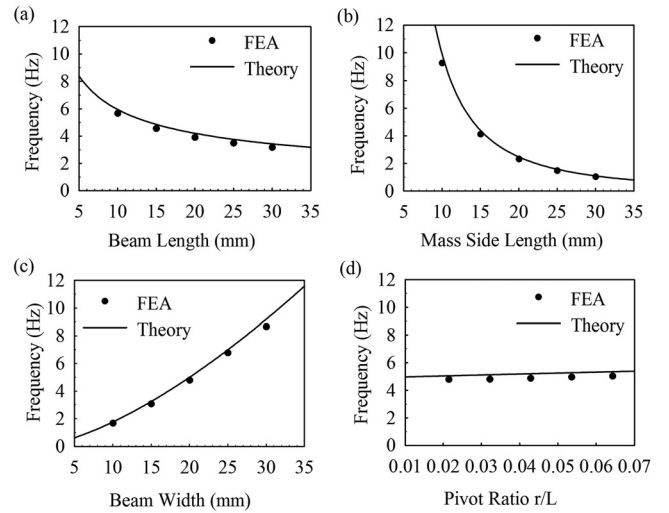 (a)
12
10
8
6
4
2
0
Frequency (Hz)
FEA
Theory
5 10 15 20 25 30 35
Beam Length (mm)
(b)
12
10
8
6
4
2
0
Frequency (Hz)
FEA
Theory
5 10 15 20 25 30 35
Mass Side Length (mm)
(c)
12
10
8
6
4
2
0
Frequency (Hz)
FEA
Theory
5 10 15 20 25 30 35
Beam Width (mm)
(d)
12
10
8
6
4
2
0
Frequency (Hz)
FEA
Theory
0.01 0.02 0.03 0.04 0.05 0.06 0.07
Pivot Ratio r/L